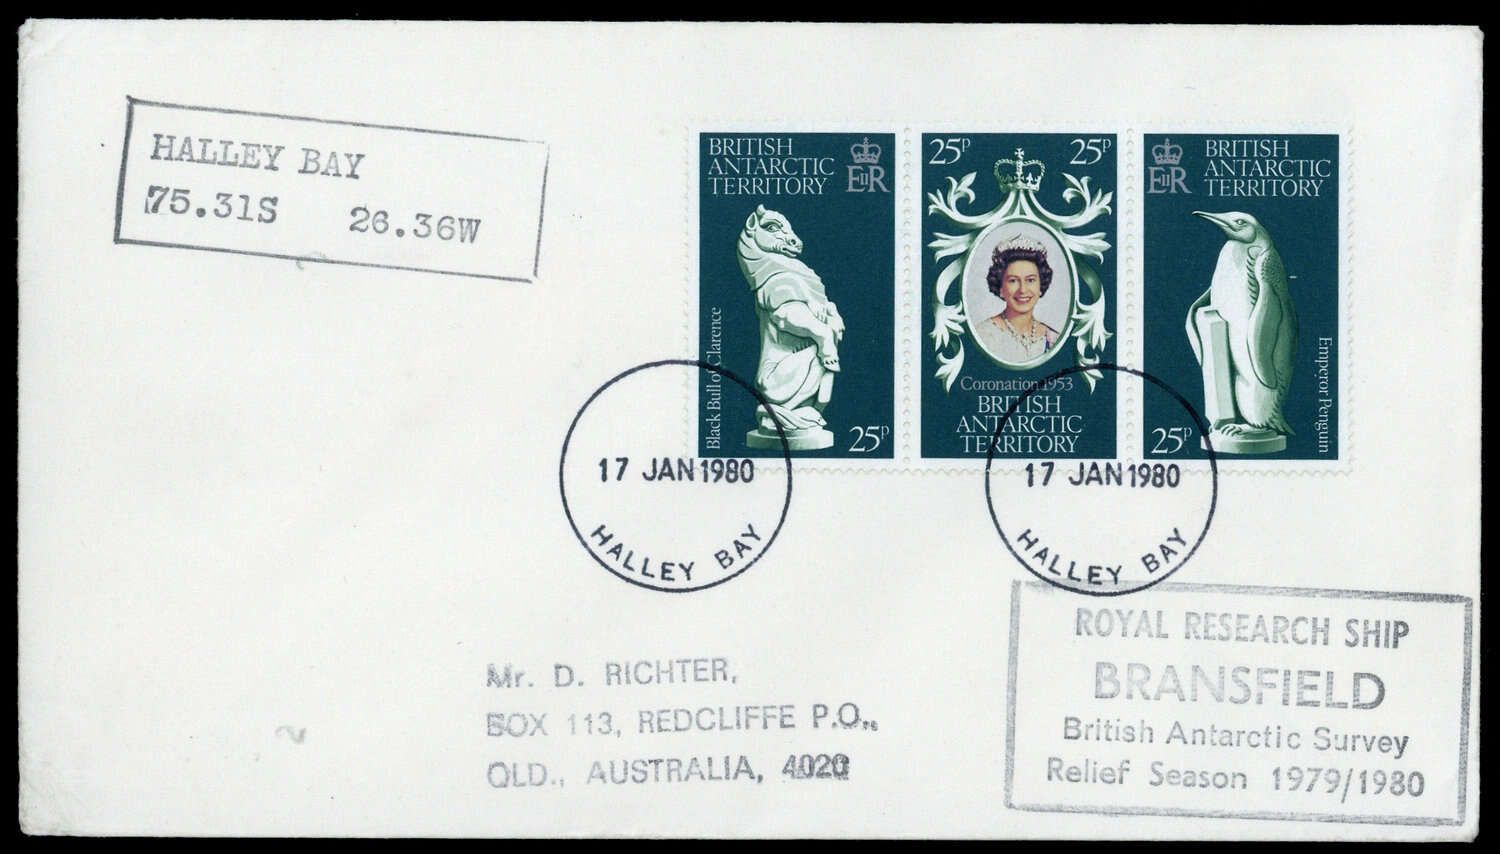 HALLEY BAY
75.31S 26.36W
BRITISH
ANTARCTIC
TERRITORY
EIIR
Black Bull of Clarence
25P
25P 25P
Coronation 1953
BRITISH
ANTARCTIC
TERRITORY
EIIR
BRITISH
ANTARCTIC
TERRITORY
Emperor Penguin
25P
17 JAN 1980
HALLEY BAY
17 JAN 1980
HALLEY BAY
ROYAL RESEARCH SHIP
BRANSFIELD
British Antarctic Survey
Relief Season 1979/1980
Mr. D. RICHTER,
BOX 113, REDCLIFFE P.O.,
QLD., AUSTRALIA, 4020